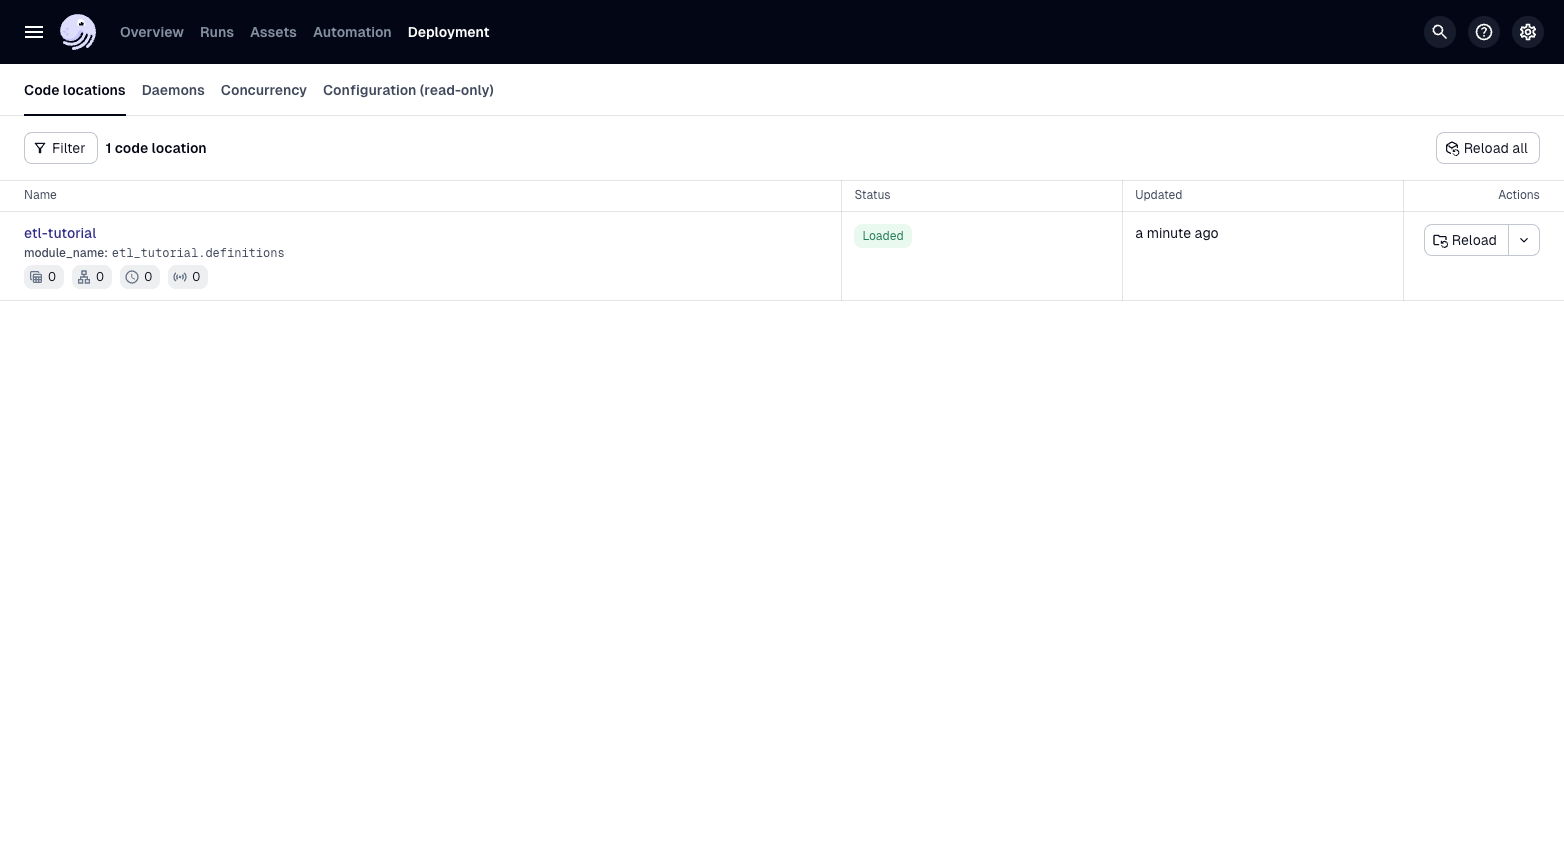 Overview Runs Assets Automation Deployment
Code locations Daemons Concurrency Configuration (read-only)
Filter 1 code location Reload all
Name Status Updated Actions
etl-tutorial Loaded a minute ago Reload
module_name: etl_tutorial.definitions
0 0 0 0